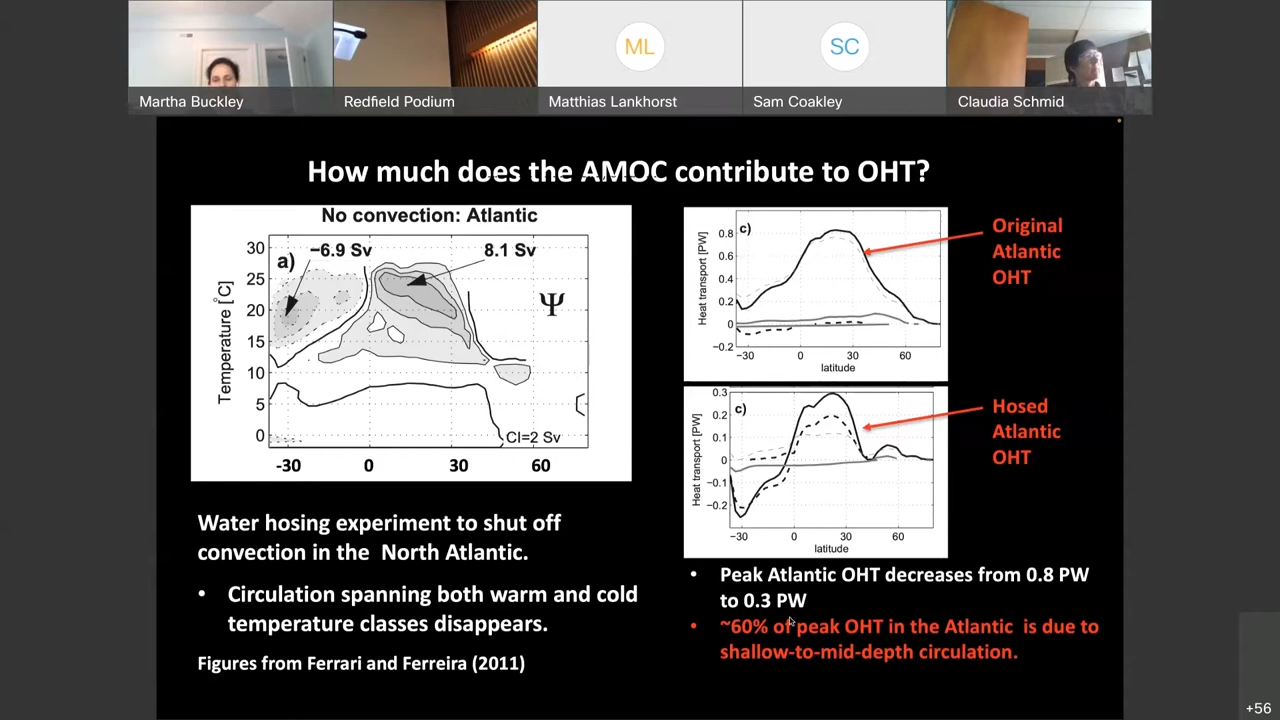 ML
SC
Martha Buckley
Redfield Podium
Matthias Lankhorst
Sam Coakley
Claudia Schmid
How much does the AMOC contribute to OHT?
No convection: Atlantic
−6.9 Sv
8.1 Sv
a)
Ψ
Temperature [°C]
30
25
20
15
10
5
0
CI=2 Sv
-30
0
30
60
c)
Heat transport [PW]
0.8
0.6
0.4
0.2
0
−0.2
−30
0
30
60
latitude
Original
Atlantic
OHT
c)
Heat transport [PW]
0.3
0.2
0.1
0
−0.1
−0.2
−30
0
30
60
latitude
Hosed
Atlantic
OHT
Water hosing experiment to shut off
convection in the North Atlantic.
• Circulation spanning both warm and cold
temperature classes disappears.
Figures from Ferrari and Ferreira (2011)
• Peak Atlantic OHT decreases from 0.8 PW
to 0.3 PW
• ~60% of peak OHT in the Atlantic is due to
shallow-to-mid-depth circulation.
+56